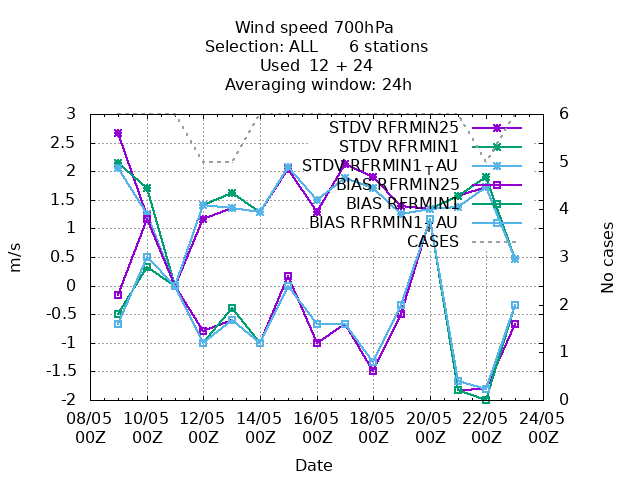 Wind speed 700hPa
Selection: ALL 6 stations
Used 12 + 24
Averaging window: 24h
STDV RFRMIN25
STDV RFRMIN1
STDV RFRMIN1TAU
BIAS RFRMIN25
BIAS RFRMIN1
BIAS RFRMIN1TAU
CASES
3
2.5
2
1.5
1
0.5
0
-0.5
-1
-1.5
-2
m/s
6
5
4
3
2
1
0
No cases
08/05 10/05 12/05 14/05 16/05 18/05 20/05 22/05 24/05
00Z 00Z 00Z 00Z 00Z 00Z 00Z 00Z 00Z
Date